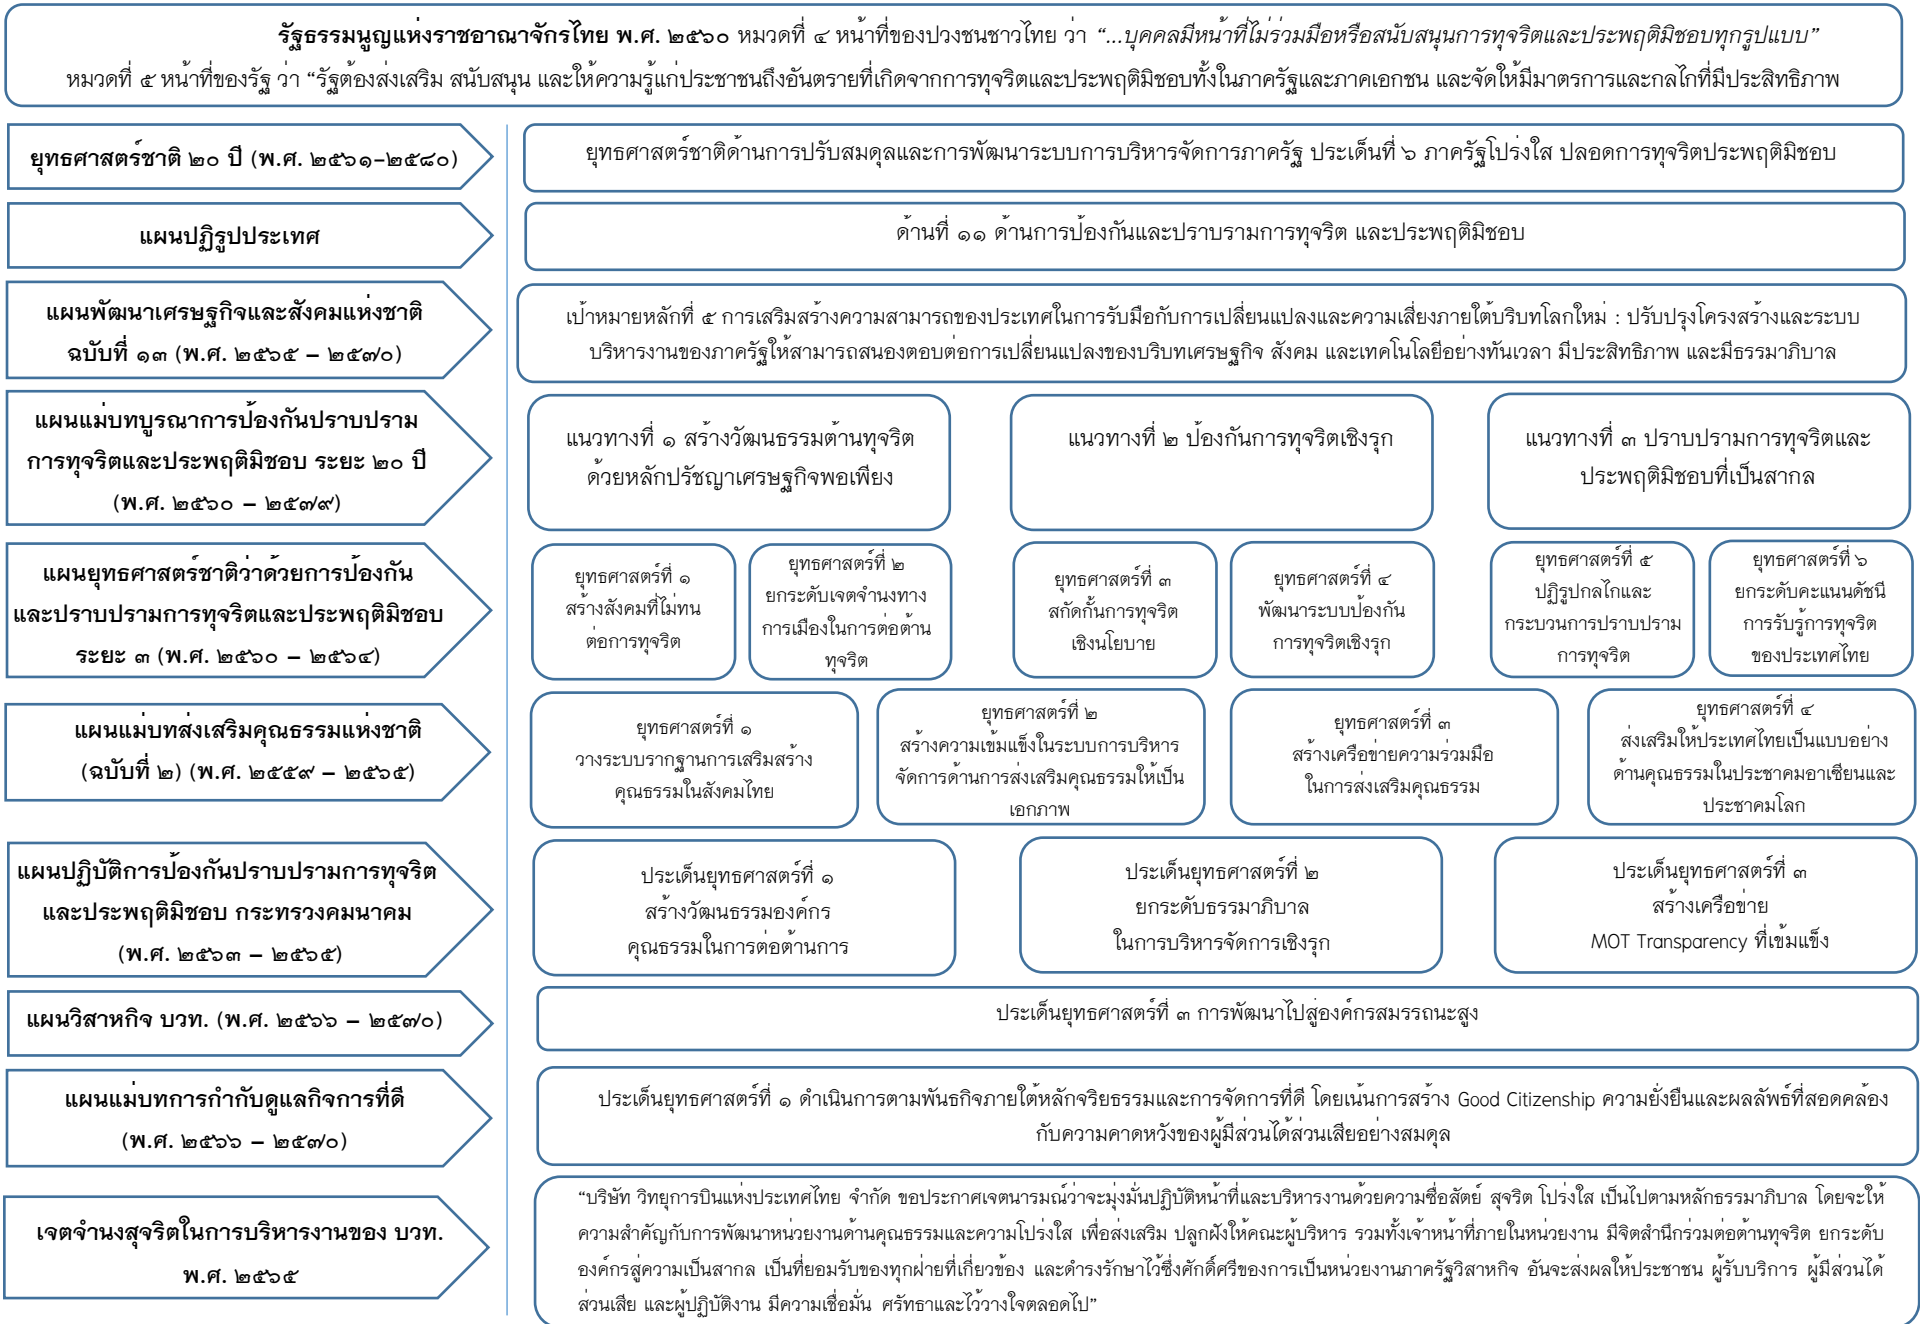 รัฐธรรมนูญแห่งราชอาณาจักรไทย พ.ศ. ๒๕๖๐ หมวดที่ ๔ หน้าที่ของปวงชนชาวไทย ว่า “...บุคคลมีหน้าที่ไม่ร่วมมือหรือสนับสนุนการทุจริตและประพฤติมิชอบทุกรูปแบบ”
หมวดที่ ๕ หน้าที่ของรัฐ ว่า “รัฐต้องส่งเสริม สนับสนุน และให้ความรู้แก่ประชาชนถึงอันตรายที่เกิดจากการทุจริตและประพฤติมิชอบทั้งในภาครัฐและภาคเอกชน และจัดให้มีมาตรการและกลไกที่มีประสิทธิภาพ
ยุทธศาสตร์ชาติ ๒๐ ปี (พ.ศ. ๒๕๖๑-๒๕๘๐)
ยุทธศาสตร์ชาติด้านการปรับสมดุลและการพัฒนาระบบการบริหารจัดการภาครัฐ ประเด็นที่ ๖ ภาครัฐโปร่งใส ปลอดการทุจริตประพฤติมิชอบ
แผนปฏิรูปประเทศ
ด้านที่ ๑๑ ด้านการป้องกันและปราบรามการทุจริต และประพฤติมิชอบ
แผนพัฒนาเศรษฐกิจและสังคมแห่งชาติ
ฉบับที่ ๑๓ (พ.ศ. ๒๕๖๕ – ๒๕๗๐)
เป้าหมายหลักที่ ๕ การเสริมสร้างความสามารถของประเทศในการรับมือกับการเปลี่ยนแปลงและความเสี่ยงภายใต้บริบทโลกใหม่ : ปรับปรุงโครงสร้างและระบบ
บริหารงานของภาครัฐให้สามารถสนองตอบต่อการเปลี่ยนแปลงของบริบทเศรษฐกิจ สังคม และเทคโนโลยีอย่างทันเวลา มีประสิทธิภาพ และมีธรรมาภิบาล
แผนแม่บทบูรณาการป้องกันปราบปราม
การทุจริตและประพฤติมิชอบ ระยะ ๒๐ ปี
(พ.ศ. ๒๕๖๐ – ๒๕๗๙)
แนวทางที่ ๑ สร้างวัฒนธรรมต้านทุจริต
ด้วยหลักปรัชญาเศรษฐกิจพอเพียง
แนวทางที่ ๒ ป้องกันการทุจริตเชิงรุก
แนวทางที่ ๓ ปราบปรามการทุจริตและ
ประพฤติมิชอบที่เป็นสากล
แผนยุทธศาสตร์ชาติว่าด้วยการป้องกัน
และปราบปรามการทุจริตและประพฤติมิชอบ
ระยะ ๓ (พ.ศ. ๒๕๖๐ – ๒๕๖๔)
ยุทธศาสตร์ที่ ๑
สร้างสังคมที่ไม่ทน
ต่อการทุจริต
ยุทธศาสตร์ที่ ๒
ยกระดับเจตจำนงทาง
การเมืองในการต่อต้าน
ทุจริต
ยุทธศาสตร์ที่ ๓
สกัดกั้นการทุจริต
เชิงนโยบาย
ยุทธศาสตร์ที่ ๔
พัฒนาระบบป้องกัน
การทุจริตเชิงรุก
ยุทธศาสตร์ที่ ๕
ปฏิรูปกลไกและ
กระบวนการปราบปราม
การทุจริต
ยุทธศาสตร์ที่ ๖
ยกระดับคะแนนดัชนี
การรับรู้การทุจริต
ของประเทศไทย
แผนแม่บทส่งเสริมคุณธรรมแห่งชาติ
(ฉบับที่ ๒) (พ.ศ. ๒๕๕๙ – ๒๕๖๕)
ยุทธศาสตร์ที่ ๑
วางระบบรากฐานการเสริมสร้าง
คุณธรรมในสังคมไทย
ยุทธศาสตร์ที่ ๒
สร้างความเข้มแข็งในระบบการบริหาร
จัดการด้านการส่งเสริมคุณธรรมให้เป็น
เอกภาพ
ยุทธศาสตร์ที่ ๓
สร้างเครือข่ายความร่วมมือ
ในการส่งเสริมคุณธรรม
ยุทธศาสตร์ที่ ๔
ส่งเสริมให้ประเทศไทยเป็นแบบอย่าง
ด้านคุณธรรมในประชาคมอาเซียนและ
ประชาคมโลก
แผนปฏิบัติการป้องกันปราบปรามการทุจริต
และประพฤติมิชอบ กระทรวงคมนาคม
(พ.ศ. ๒๕๖๓ – ๒๕๖๕)
ประเด็นยุทธศาสตร์ที่ ๑
สร้างวัฒนธรรมองค์กร
คุณธรรมในการต่อต้านการ
ประเด็นยุทธศาสตร์ที่ ๒
ยกระดับธรรมาภิบาล
ในการบริหารจัดการเชิงรุก
ประเด็นยุทธศาสตร์ที่ ๓
สร้างเครือข่าย
MOT Transparency ที่เข้มแข็ง
แผนวิสาหกิจ บวท. (พ.ศ. ๒๕๖๖ – ๒๕๗๐)
ประเด็นยุทธศาสตร์ที่ ๓ การพัฒนาไปสู่องค์กรสมรรถนะสูง
แผนแม่บทการกำกับดูแลกิจการที่ดี
(พ.ศ. ๒๕๖๖ – ๒๕๗๐)
ประเด็นยุทธศาสตร์ที่ ๑ ดำเนินการตามพันธกิจภายใต้หลักจริยธรรมและการจัดการที่ดี โดยเน้นการสร้าง Good Citizenship ความยั่งยืนและผลลัพธ์ที่สอดคล้อง
กับความคาดหวังของผู้มีส่วนได้ส่วนเสียอย่างสมดุล
เจตจำนงสุจริตในการบริหารงานของ บวท.
พ.ศ. ๒๕๖๕
“บริษัท วิทยุการบินแห่งประเทศไทย จำกัด ขอประกาศเจตนารมณ์ว่าจะมุ่งมั่นปฏิบัติหน้าที่และบริหารงานด้วยความซื่อสัตย์ สุจริต โปร่งใส เป็นไปตามหลักธรรมาภิบาล โดยจะให้
ความสำคัญกับการพัฒนาหน่วยงานด้านคุณธรรมและความโปร่งใส เพื่อส่งเสริม ปลูกฝังให้คณะผู้บริหาร รวมทั้งเจ้าหน้าที่ภายในหน่วยงาน มีจิตสำนึกร่วมต่อต้านทุจริต ยกระดับ
องค์กรสู่ความเป็นสากล เป็นที่ยอมรับของทุกฝ่ายที่เกี่ยวข้อง และดำรงรักษาไว้ซึ่งศักดิ์ศรีของการเป็นหน่วยงานภาครัฐวิสาหกิจ อันจะส่งผลให้ประชาชน ผู้รับบริการ ผู้มีส่วนได้
ส่วนเสีย และผู้ปฏิบัติงาน มีความเชื่อมั่น ศรัทธาและไว้วางใจตลอดไป”